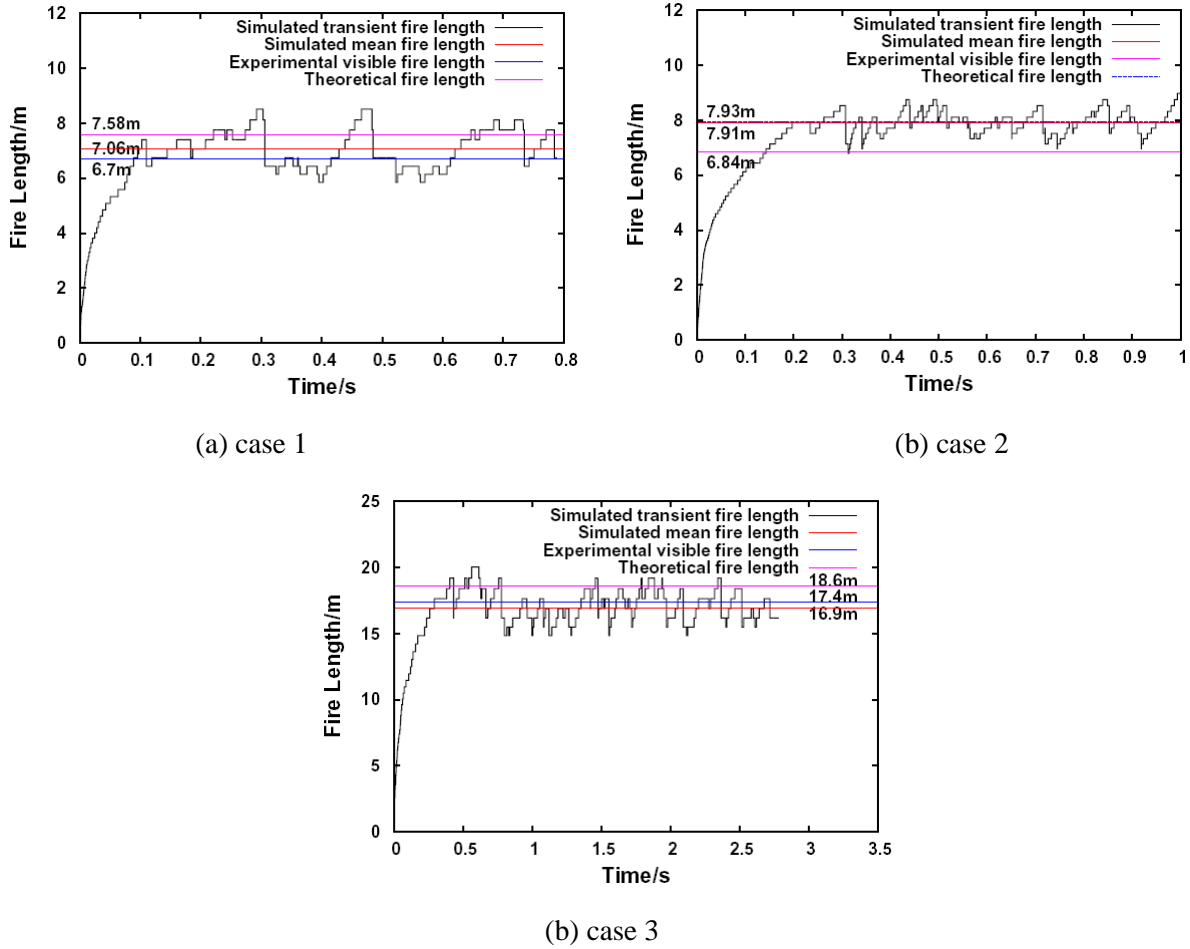 12
10
8
6
4
2
0
Fire Length/m
Simulated transient fire length
Simulated mean fire length
Experimental visible fire length
Theoretical fire length
7.58m
7.06m
6.7m
0 0.1 0.2 0.3 0.4 0.5 0.6 0.7 0.8
Time/s
(a) case 1
12
10
8
6
4
2
0
Fire Length/m
Simulated transient fire length
Simulated mean fire length
Experimental visible fire length
Theoretical fire length
7.93m
7.91m
6.84m
0 0.1 0.2 0.3 0.4 0.5 0.6 0.7 0.8 0.9 1
Time/s
(b) case 2
25
20
15
10
5
0
Fire Length/m
Simulated transient fire length
Simulated mean fire length
Experimental visible fire length
Theoretical fire length
18.6m
17.4m
16.9m
0 0.5 1 1.5 2 2.5 3 3.5
Time/s
(b) case 3